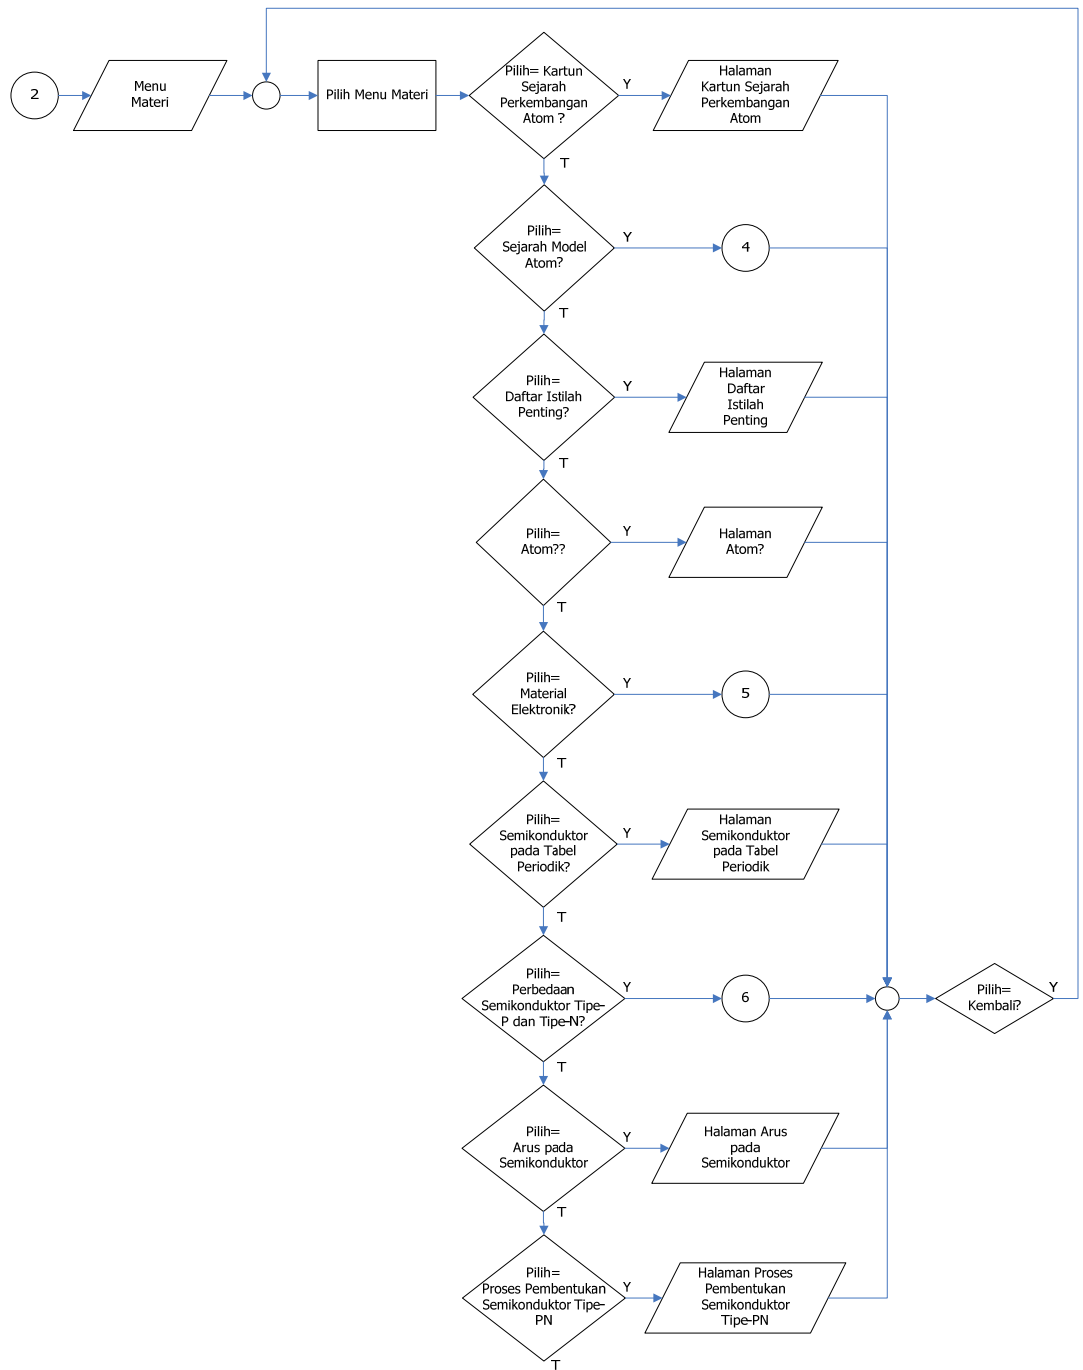 2
Menu
Materi
Pilih Menu Materi
Pilih= Kartun
Sejarah
Perkembangan
Atom ?
Y
Halaman
Kartun Sejarah
Perkembangan
Atom
T
Pilih=
Sejarah Model
Atom?
Y
4
T
Pilih=
Daftar Istilah
Penting?
Y
Halaman
Daftar
Istilah
Penting
T
Pilih=
Atom??
Y
Halaman
Atom?
T
Pilih=
Material
Elektronik?
Y
5
T
Pilih=
Semikonduktor
pada Tabel
Periodik?
Y
Halaman
Semikonduktor
pada Tabel
Periodik
T
Pilih=
Perbedaan
Semikonduktor Tipe-
P dan Tipe-N?
Y
6
Pilih=
Kembali?
Y
T
Pilih=
Arus pada
Semikonduktor
Y
Halaman Arus
pada
Semikonduktor
T
Pilih=
Proses Pembentukan
Semikonduktor Tipe-
PN
Y
Halaman Proses
Pembentukan
Semikonduktor
Tipe-PN
T